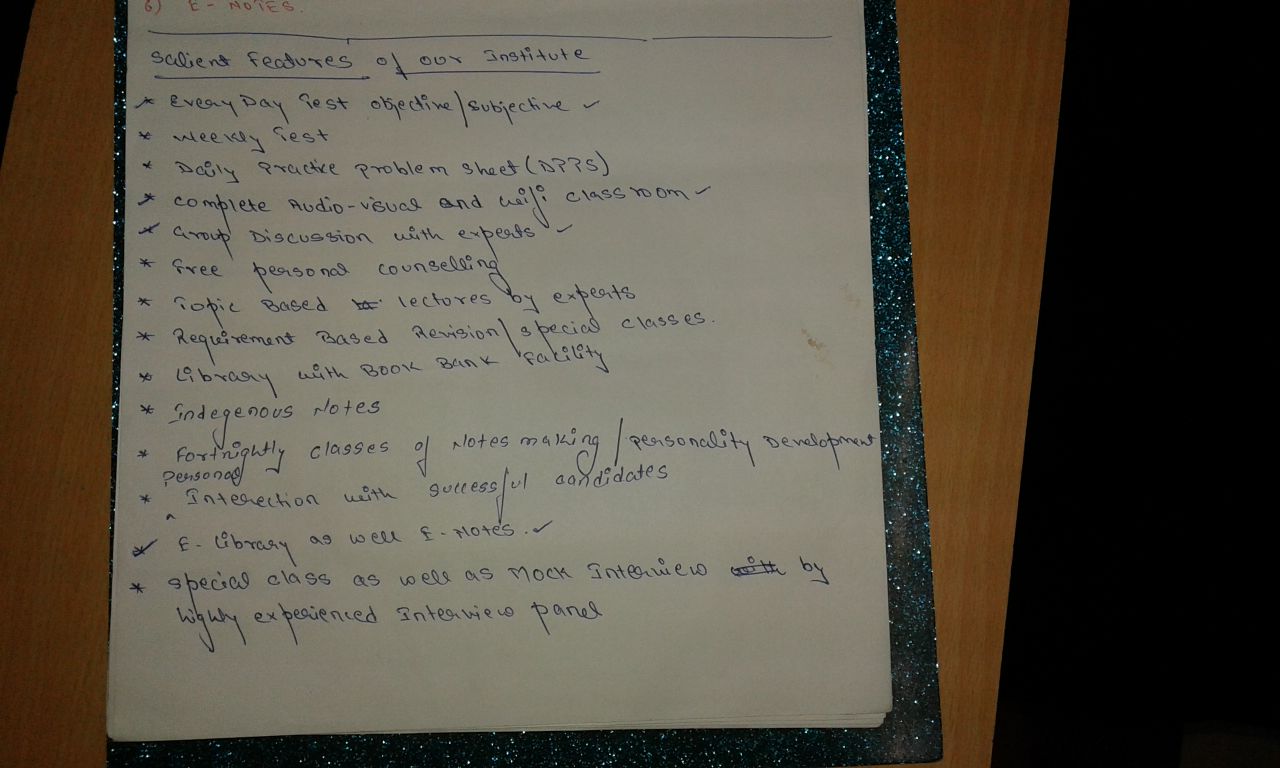 6) E-NOTES.
Salient Features of our Institute
* Every Day Test objective/subjective ✓
* Weekly Test
* Daily Practice Problem Sheet (DPPS)
* Complete Audio-visual and wifi classroom ✓
* Group Discussion with experts ✓
* Free personal counselling
* Topic Based lectures by experts
* Requirement Based Revision/special classes.
* Library with BOOK Bank Facility
* Indegenous Notes
* Fortnightly classes of Notes making/personality Development
* Personal Interection with successful candidates
* E-Library as well E-Notes. ✓
* special class as well as Mock Interview by
highly experienced Interview panel